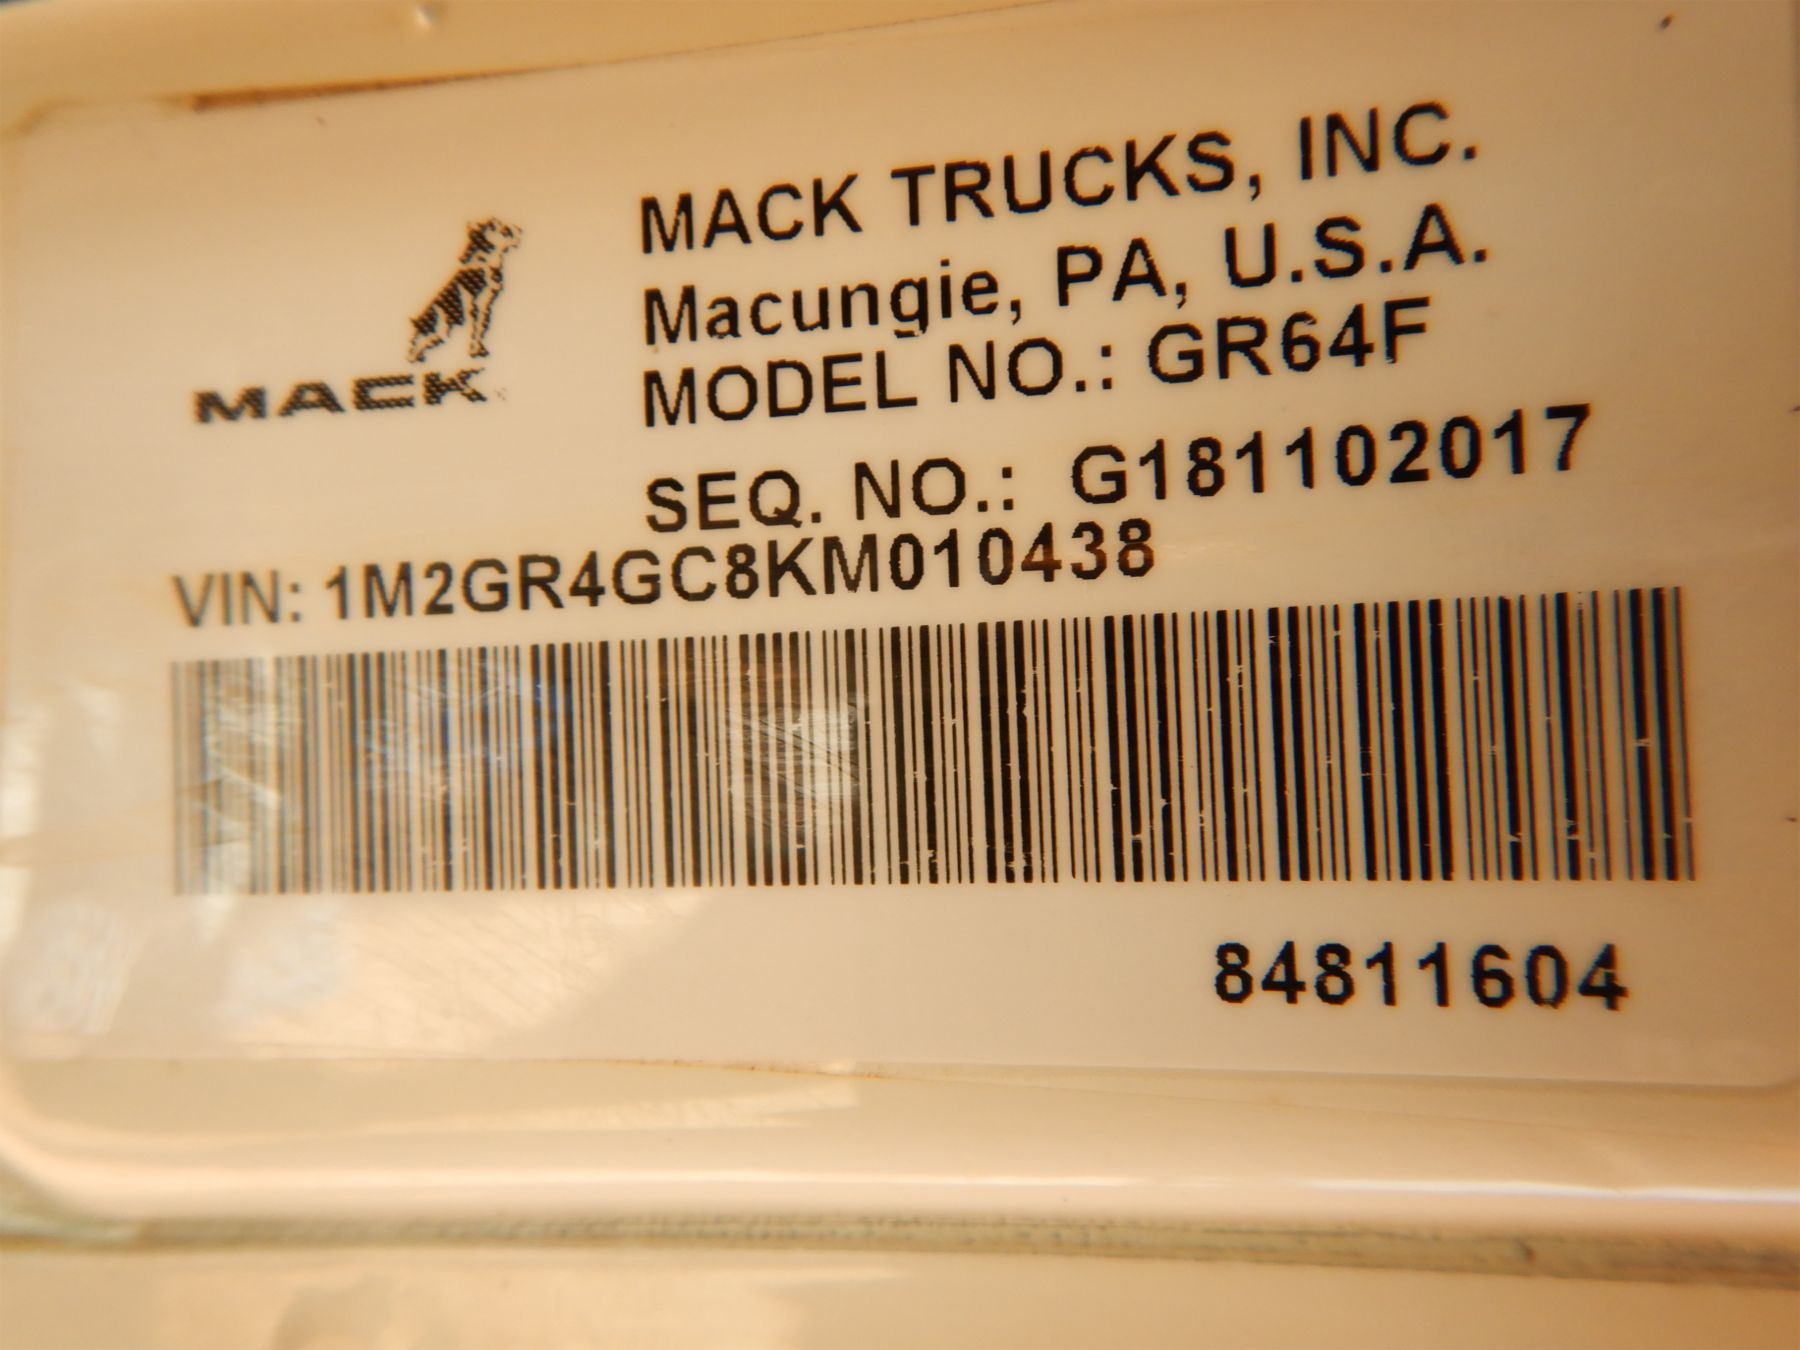 MACK TRUCKS, INC.
Macungie, PA, U.S.A.
MACK
MODEL NO.: GR64F
SEQ. NO.: G181102017
VIN: 1M2GR4GC8KM010438
84811604